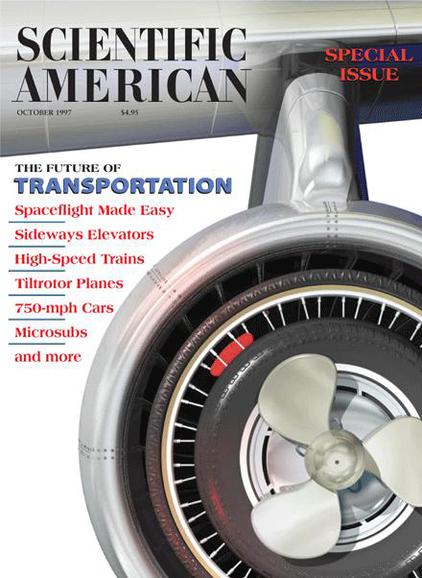 SCIENTIFIC
AMERICAN
SPECIAL
ISSUE
OCTOBER 1997 $4.95
THE FUTURE OF
TRANSPORTATION
Spaceflight Made Easy
Sideways Elevators
High-Speed Trains
Tiltrotor Planes
750-mph Cars
Microsubs
and more